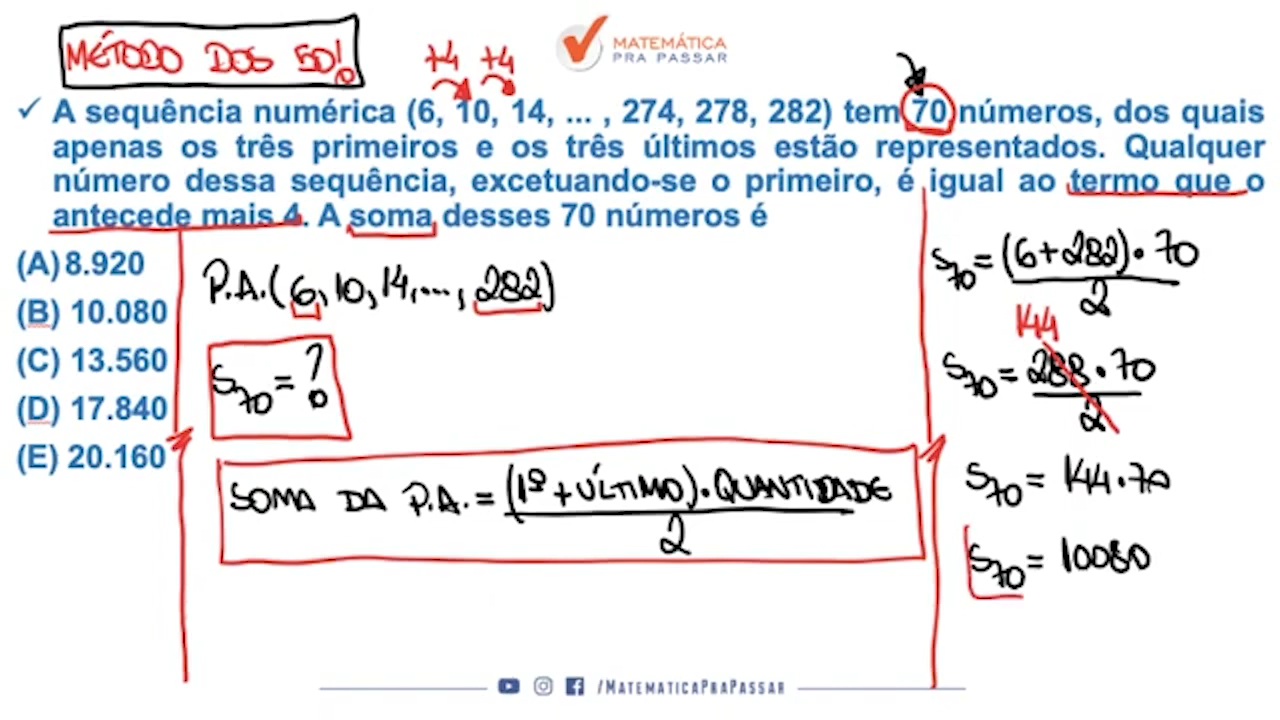 MÉTODO DOS 50!
+4 +4
MATEMÁTICA
PRA PASSAR
✓ A sequência numérica (6, 10, 14, ... , 274, 278, 282) tem 70 números, dos quais
apenas os três primeiros e os três últimos estão representados. Qualquer
número dessa sequência, excetuando-se o primeiro, é igual ao termo que o
antecede mais 4. A soma desses 70 números é
(A) 8.920
(B) 10.080
(C) 13.560
(D) 17.840
(E) 20.160
P.A.(6, 10, 14, ..., 282)
S70 = ?
SOMA DA P.A. = (1º + ÚLTIMO) · QUANTIDADE
2
S70 = (6 + 282) · 70
2
144
S70 = 288 · 70
2
S70 = 144 · 70
S70 = 10080
/MATEMATICAPRAPASSAR